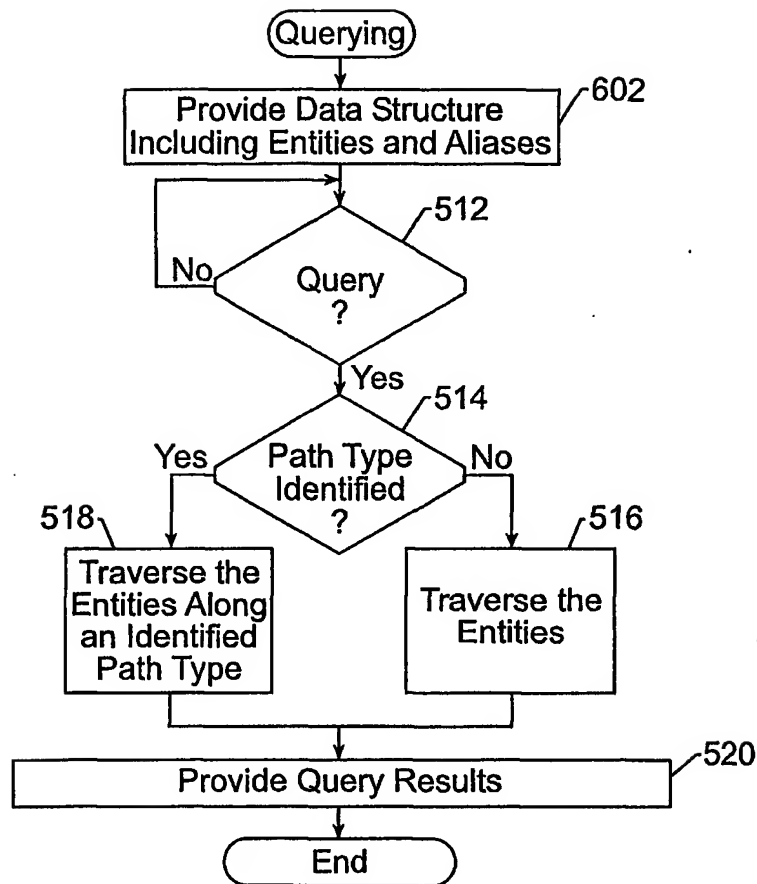 Querying
Provide Data Structure
Including Entities and Aliases
602
512
No
Query
?
Yes
514
Yes
Path Type
Identified
?
No
518
Traverse the
Entities Along
an Identified
Path Type
516
Traverse the
Entities
Provide Query Results
520
End